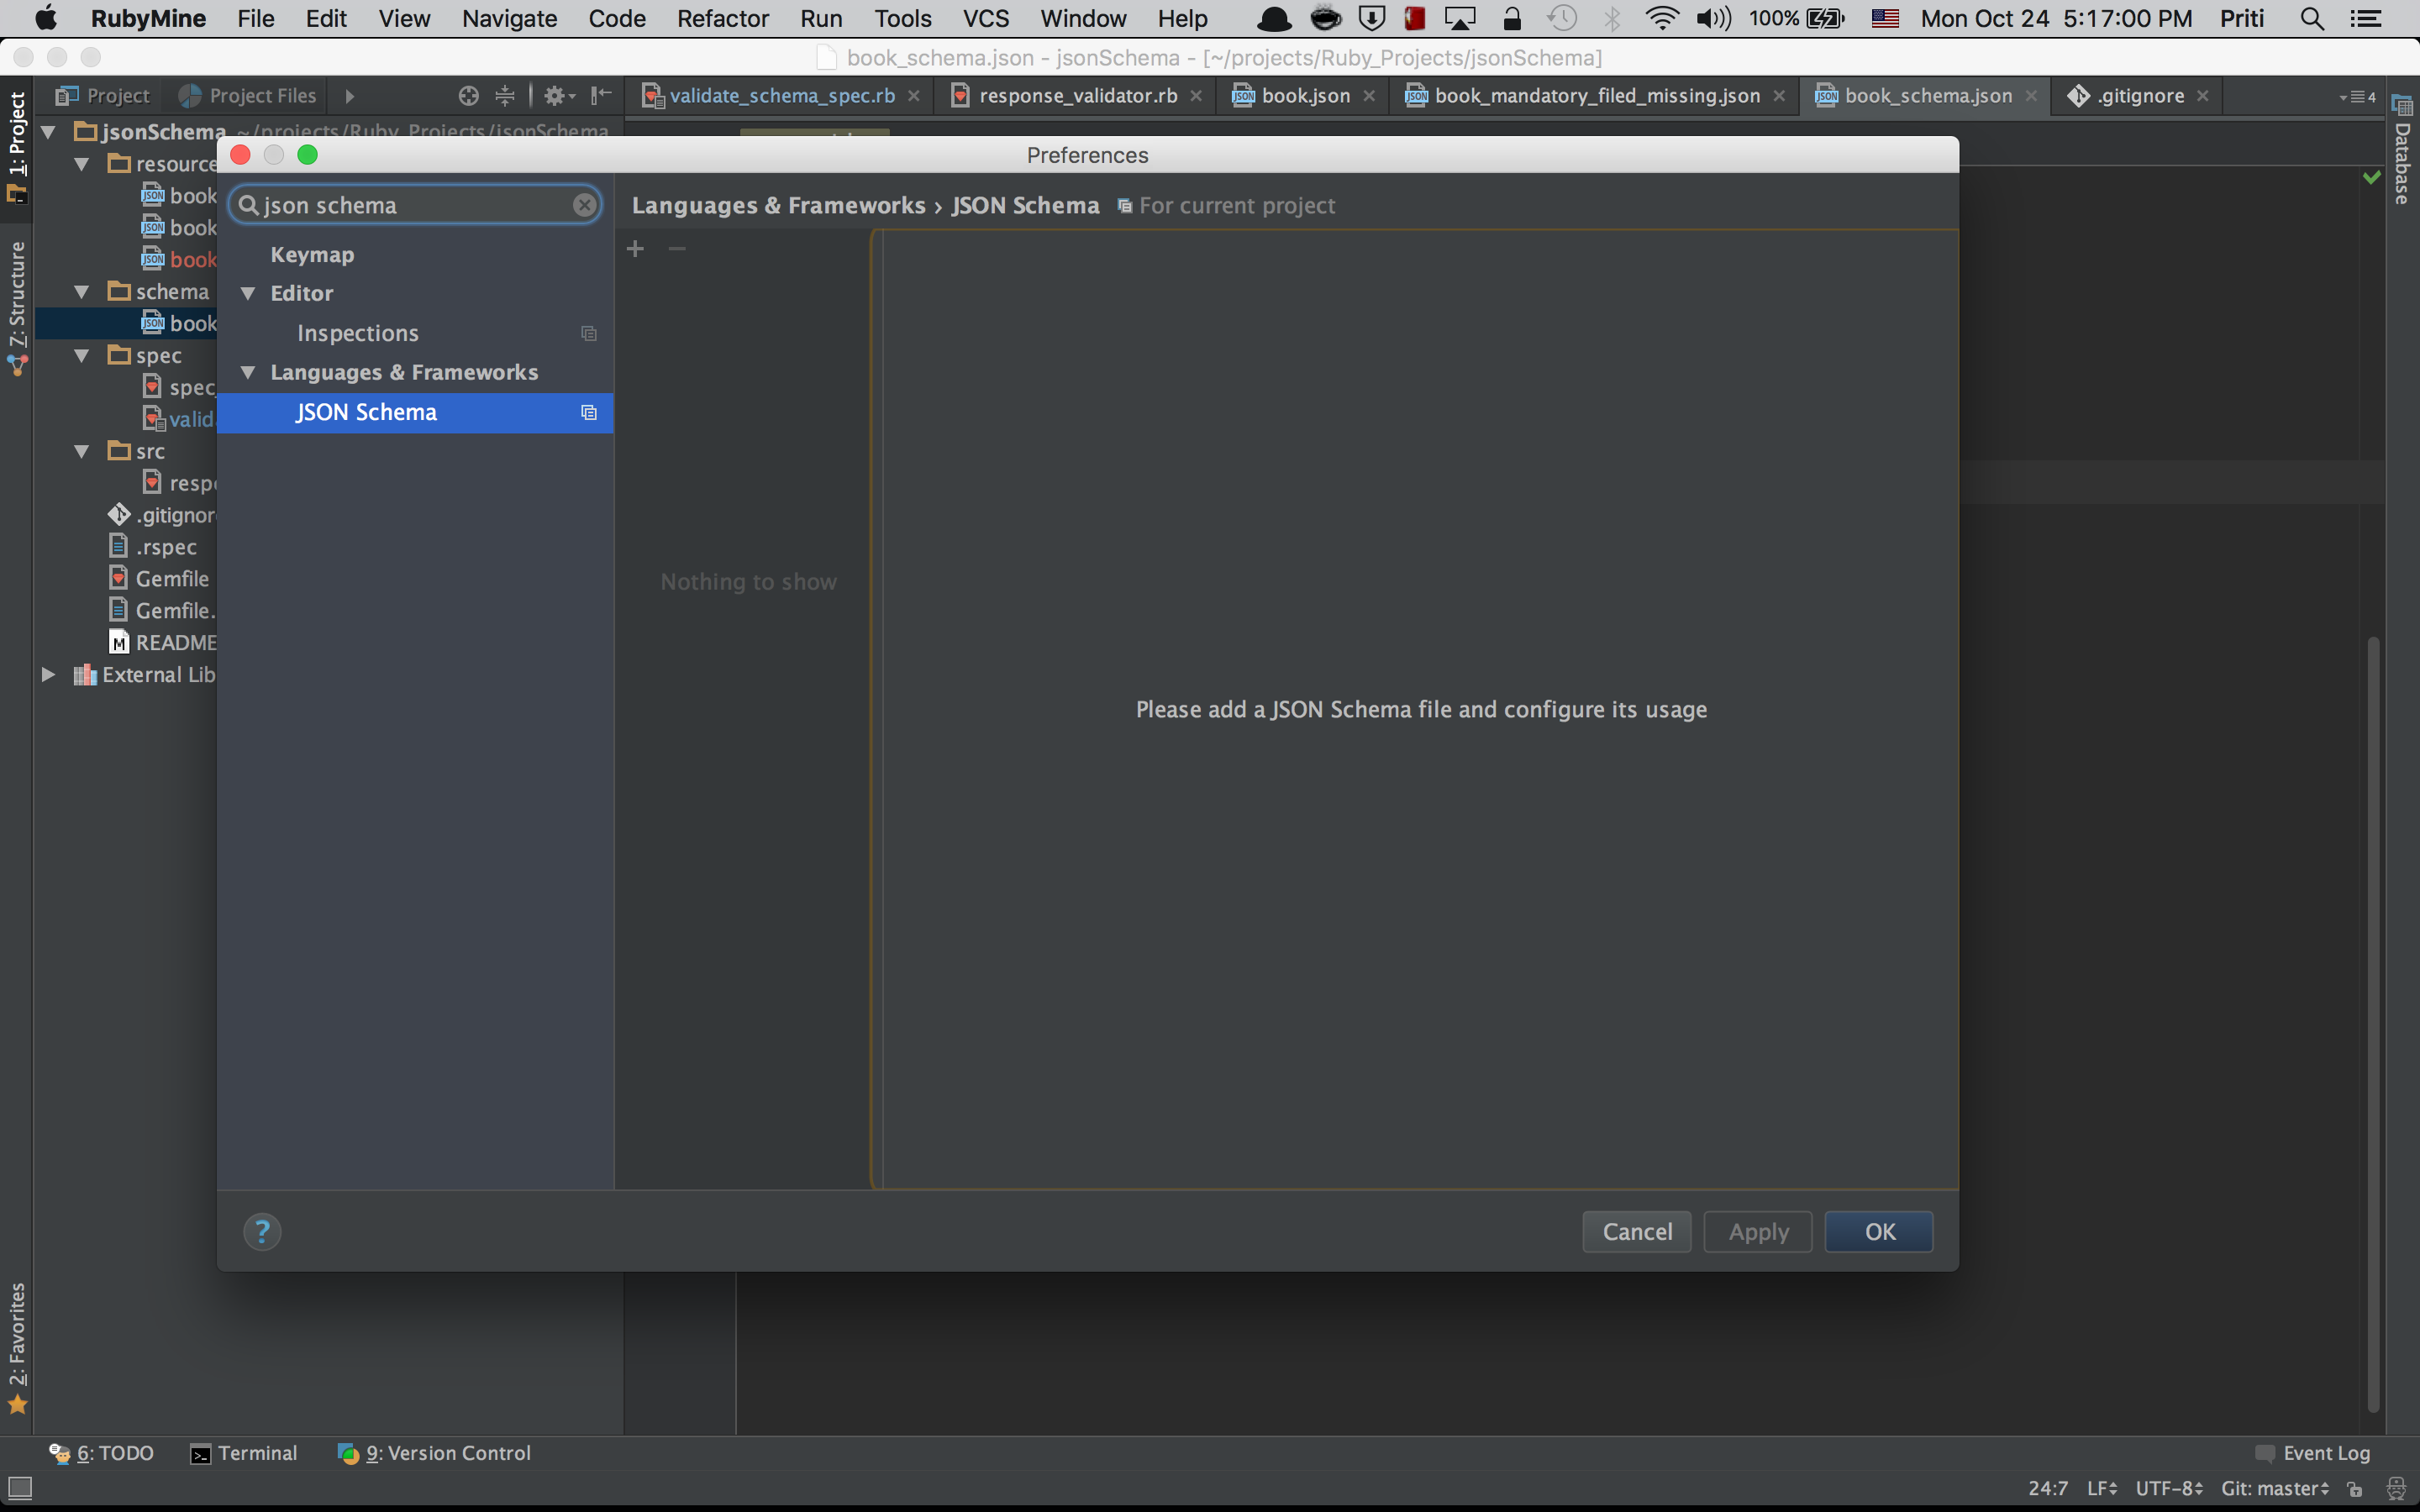 RubyMine File Edit View Navigate Code Refactor Run Tools VCS Window Help 100% Mon Oct 24 5:17:00 PM Priti
book_schema.json - jsonSchema - [~/projects/Ruby_Projects/jsonSchema]
Project Project Files validate_schema_spec.rb response_validator.rb book.json book_mandatory_filed_missing.json book_schema.json .gitignore 4
1: Project
Z: Structure
2: Favorites
Database
jsonSchema ~/projects/Ruby_Projects/jsonSchema
resource
book
book
book
schema
book
spec
spec_
valid
src
resp
.gitignor
.rspec
Gemfile
Gemfile.
README
External Lib
Preferences
json schema
Keymap
Editor
Inspections
Languages & Frameworks
JSON Schema
Languages & Frameworks › JSON Schema For current project
Nothing to show
Please add a JSON Schema file and configure its usage
? Cancel Apply OK
6: TODO Terminal 9: Version Control Event Log
24:7 LF UTF-8 Git: master